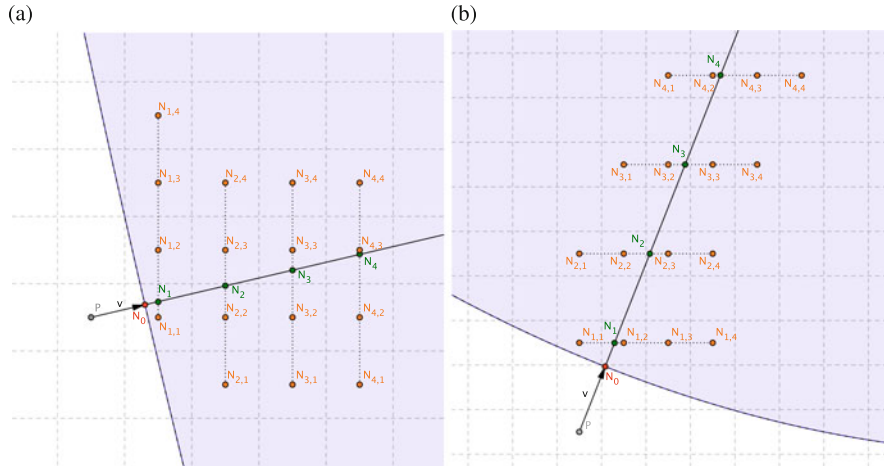 (a)
N1,4
N1,3
N2,4
N3,4
N4,4
N1,2
N2,3
N3,3
N4,3
N1
N2
N3
N4
P
v
N0
N1,1
N2,2
N3,2
N4,2
N2,1
N3,1
N4,1
(b)
N4
N4,1
N4,2
N4,3
N4,4
N3
N3,1
N3,2
N3,3
N3,4
N2
N2,1
N2,2
N2,3
N2,4
N1
N1,1
N1,2
N1,3
N1,4
N0
v
P